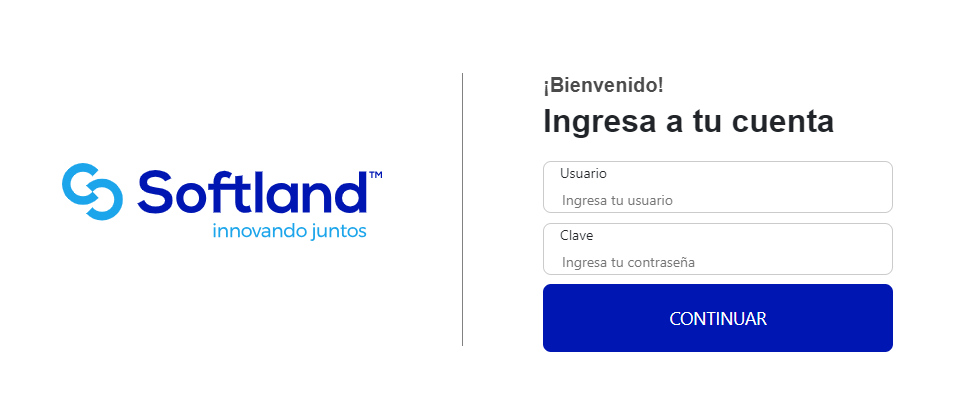 Softland™
innovando juntos
¡Bienvenido!
Ingresa a tu cuenta
Usuario
Ingresa tu usuario
Clave
Ingresa tu contraseña
CONTINUAR